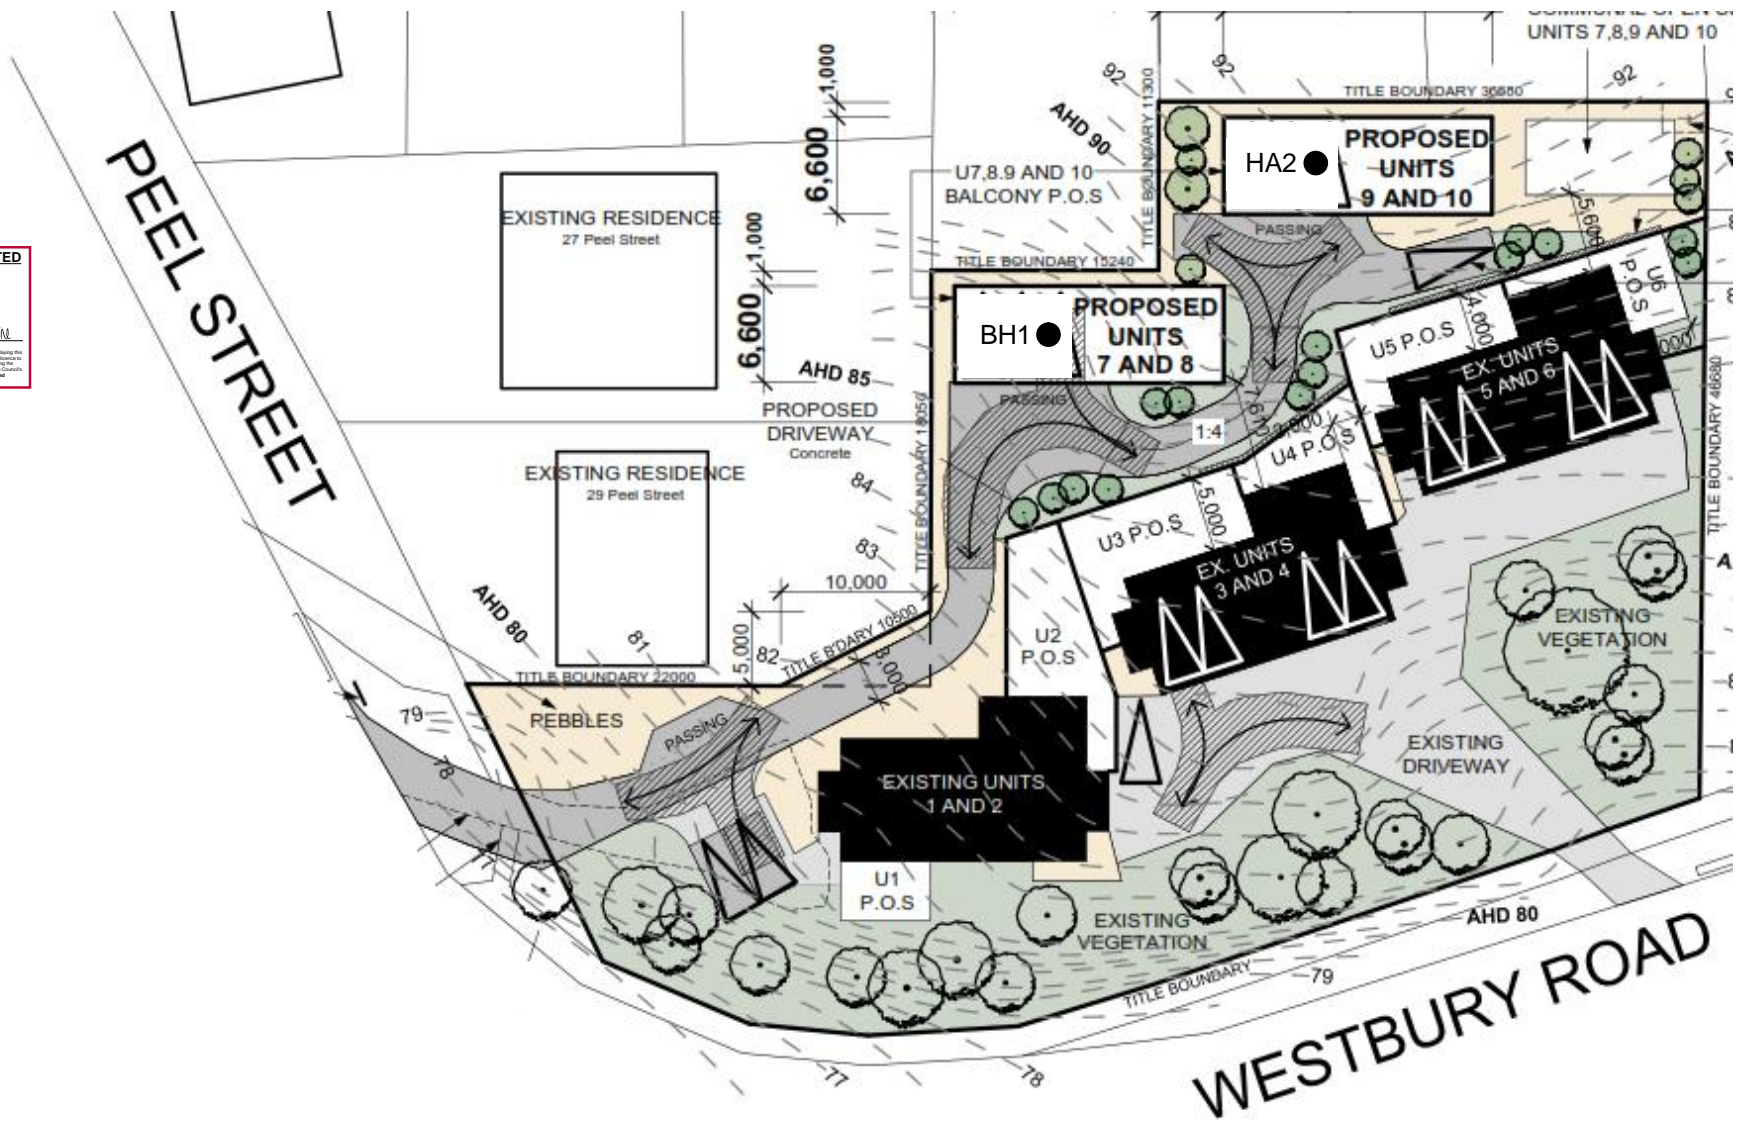 COMMUNAL OPEN
UNITS 7,8,9 AND 10
TITLE BOUNDARY 36680
92
92
92
1,000
6,600
AHD 90
TITLE BOUNDARY 11300
PROPOSED
UNITS
9 AND 10
HA2
U7,8.9 AND 10
BALCONY P.O.S
PEEL STREET
EXISTING RESIDENCE
27 Peel Street
1,000
6,600
TITLE BOUNDARY 15240
PASSING
5,600
U6
P.O.S
TED
BH1
PROPOSED
UNITS
7 AND 8
4,000
U5 P.O.S
EX. UNITS
5 AND 6
AHD 85
PASSING
PROPOSED
DRIVEWAY
Concrete
TITLE BOUNDARY 18050
1:4
U4 P.O.S
TITLE BOUNDARY 46680
EXISTING RESIDENCE
29 Peel Street
84
83
5,000
U3 P.O.S
EX. UNITS
3 AND 4
10,000
AHD 80
81
82
5,000
TITLE B'DARY 10500
3,000
U2
P.O.S
EXISTING
VEGETATION
TITLE BOUNDARY 22000
PEBBLES
PASSING
79
78
77
EXISTING UNITS
1 AND 2
EXISTING
DRIVEWAY
U1
P.O.S
EXISTING
VEGETATION
AHD 80
TITLE BOUNDARY
79
78
77
WESTBURY ROAD